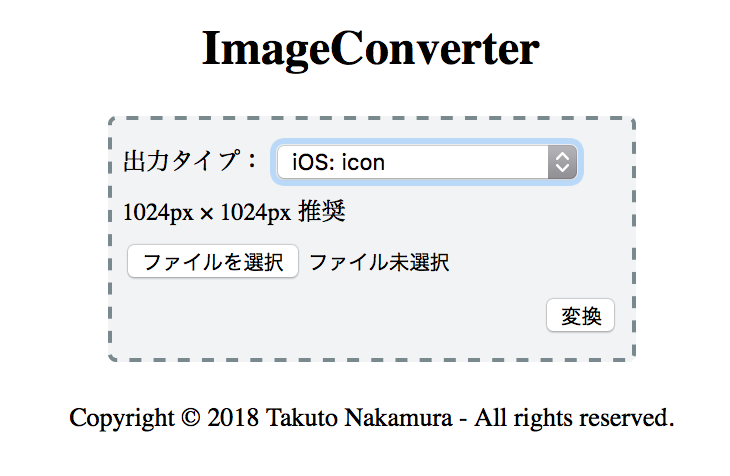 ImageConverter
出力タイプ： iOS: icon
1024px × 1024px 推奨
ファイルを選択 ファイル未選択
変換
Copyright © 2018 Takuto Nakamura - All rights reserved.